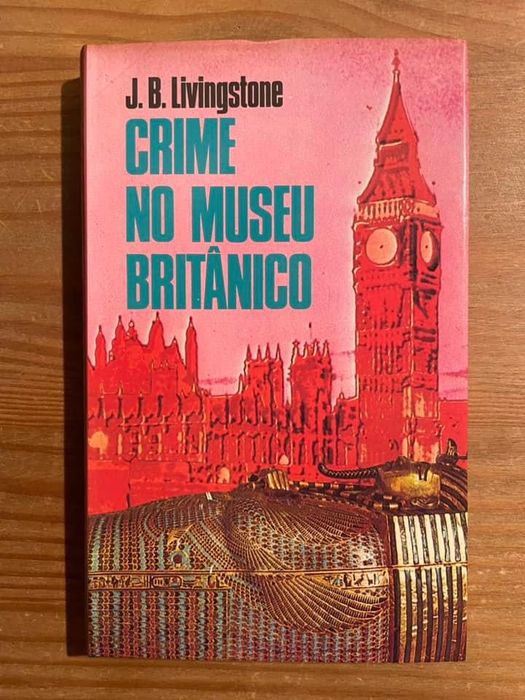 J. B. Livingstone
CRIME
NO MUSEU
BRITÂNICO